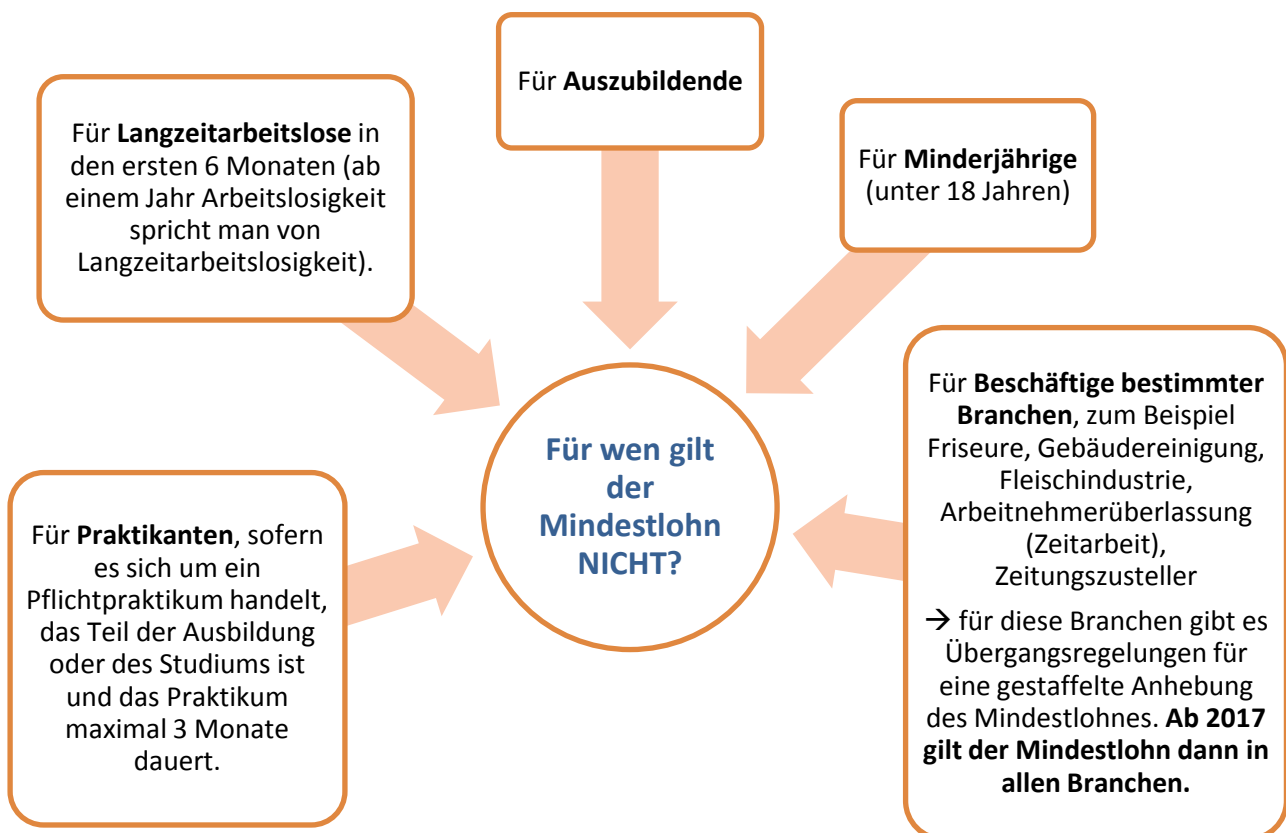 Für Auszubildende
Für Langzeitarbeitslose in
den ersten 6 Monaten (ab
einem Jahr Arbeitslosigkeit
spricht man von
Langzeitarbeitslosigkeit).
Für Minderjährige
(unter 18 Jahren)
Für wen gilt
der
Mindestlohn
NICHT?
Für Beschäftige bestimmter
Branchen, zum Beispiel
Friseure, Gebäudereinigung,
Fleischindustrie,
Arbeitnehmerüberlassung
(Zeitarbeit),
Zeitungszusteller
→ für diese Branchen gibt es
Übergangsregelungen für
eine gestaffelte Anhebung
des Mindestlohnes. Ab 2017
gilt der Mindestlohn dann in
allen Branchen.
Für Praktikanten, sofern
es sich um ein
Pflichtpraktikum handelt,
das Teil der Ausbildung
oder des Studiums ist
und das Praktikum
maximal 3 Monate
dauert.